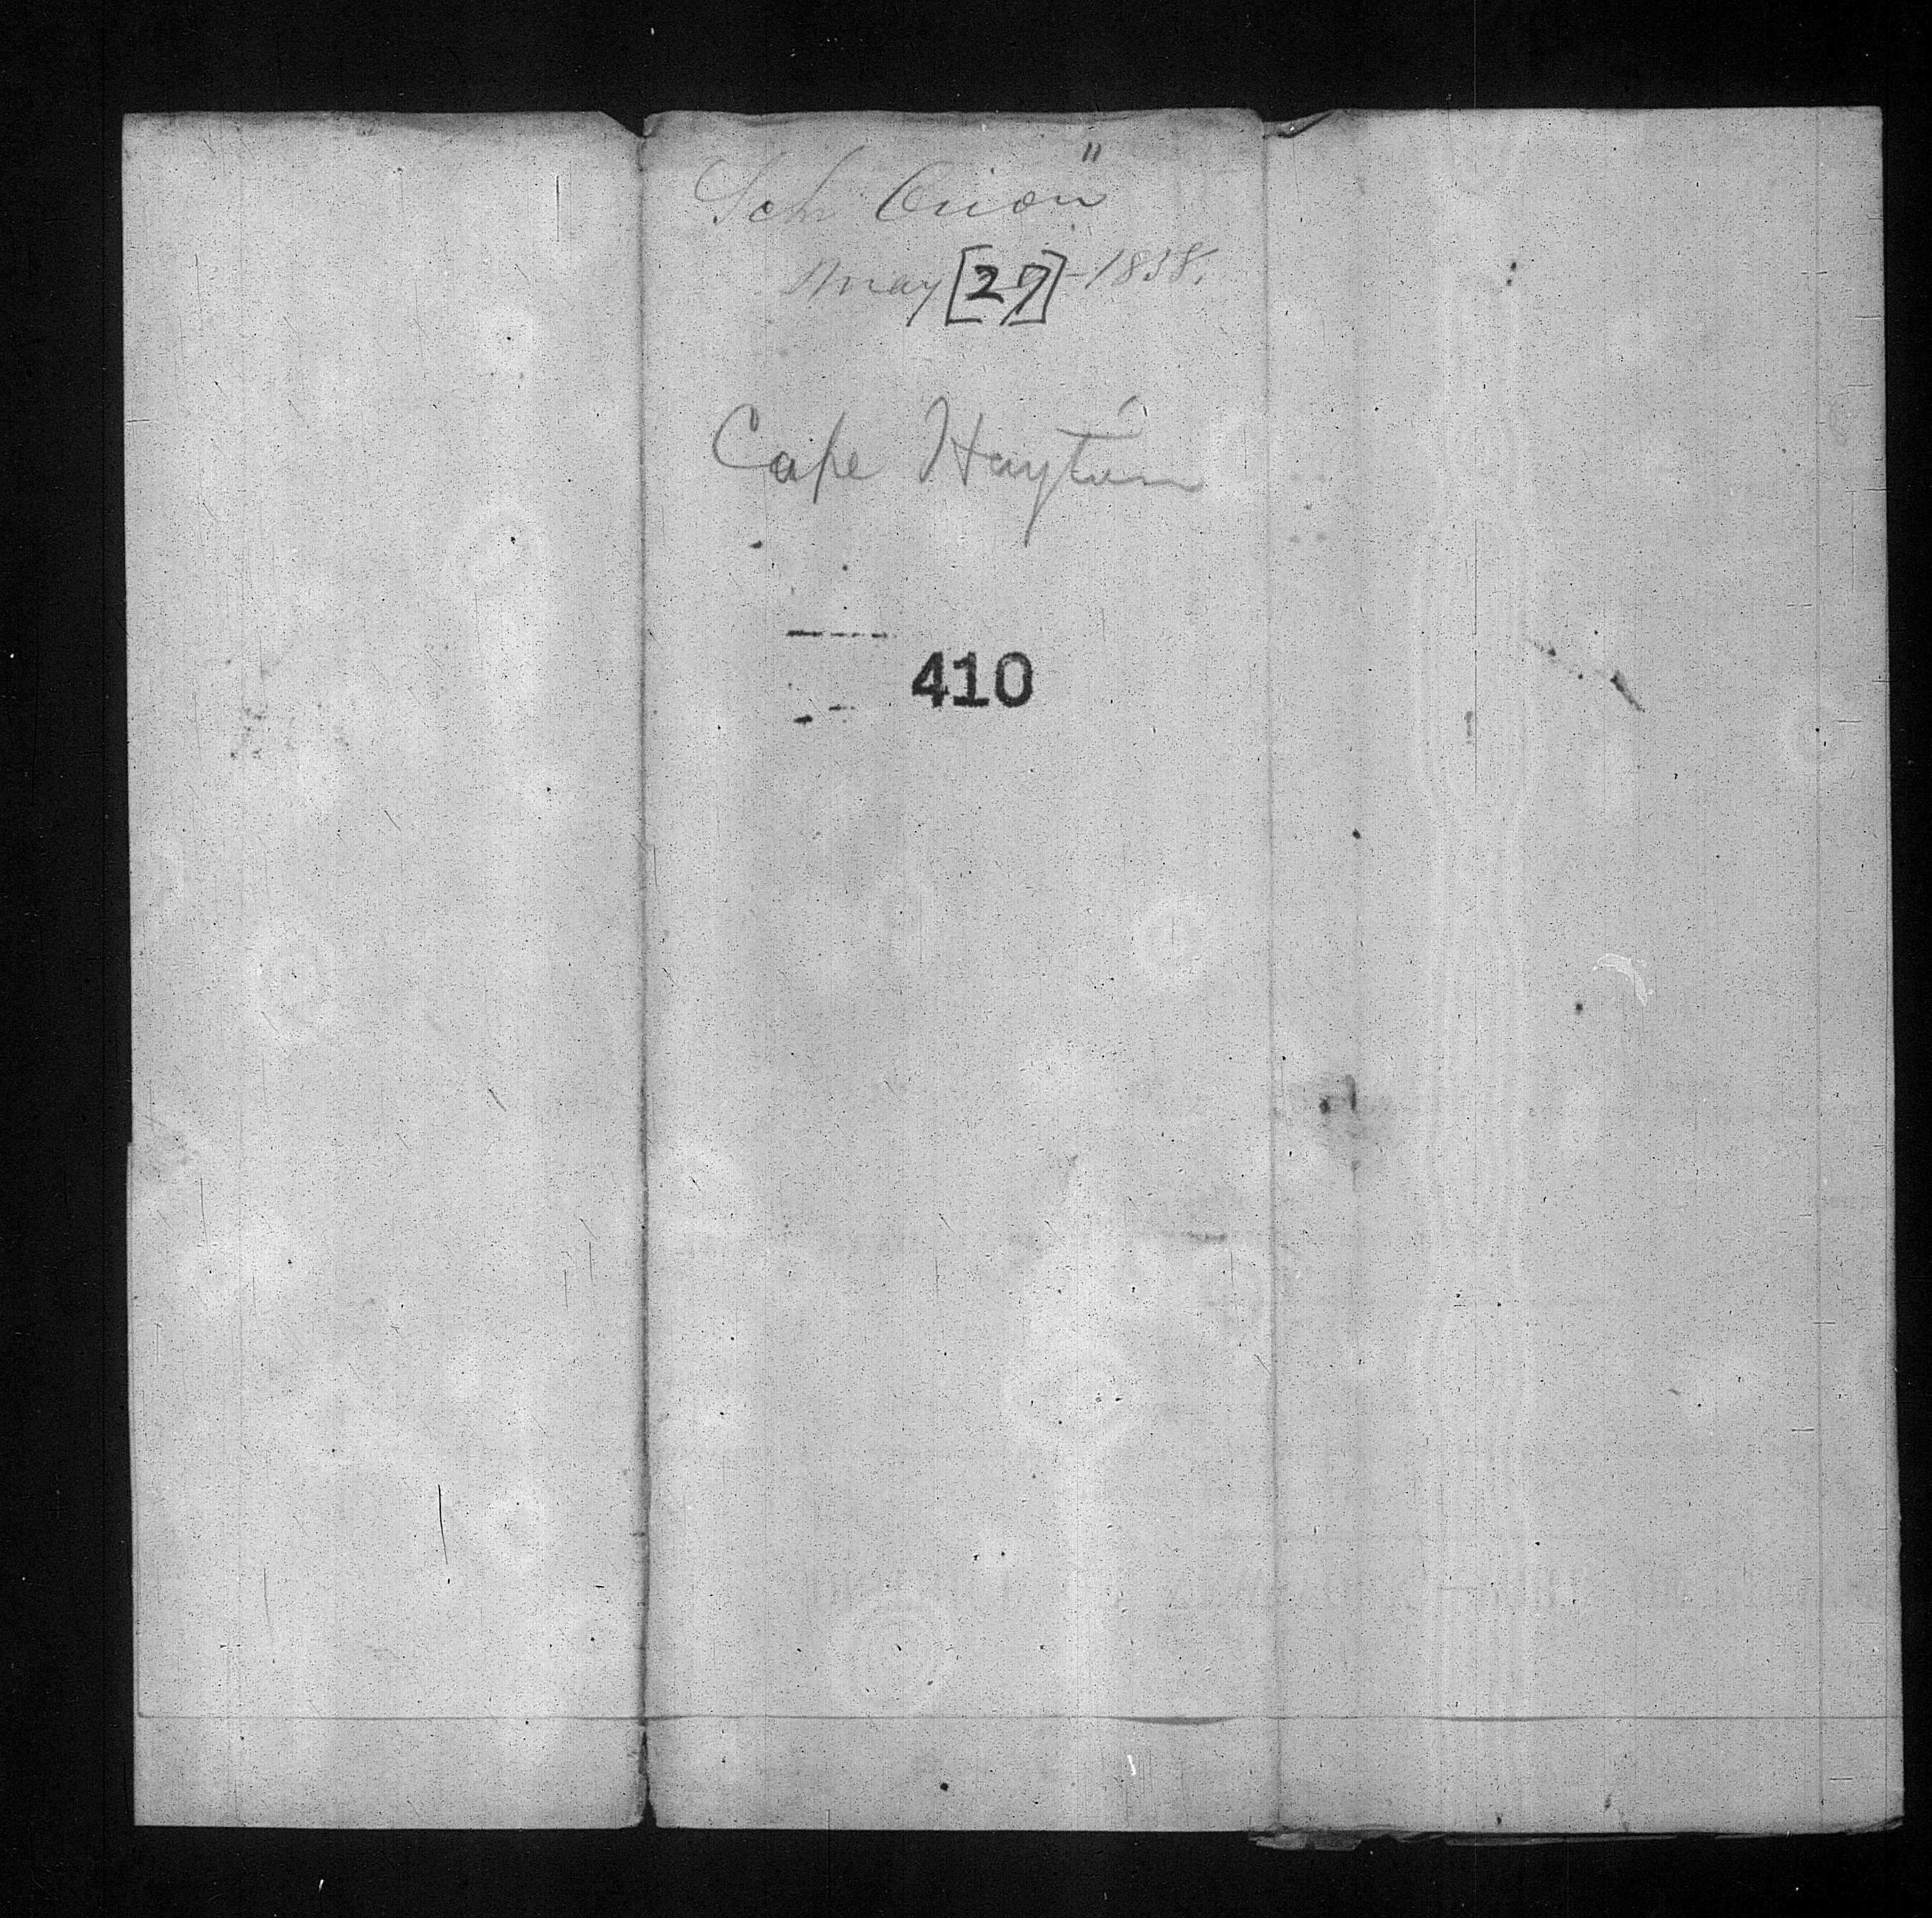 Sch Orion"
May [29] - 1838.
Cape Haytien
410